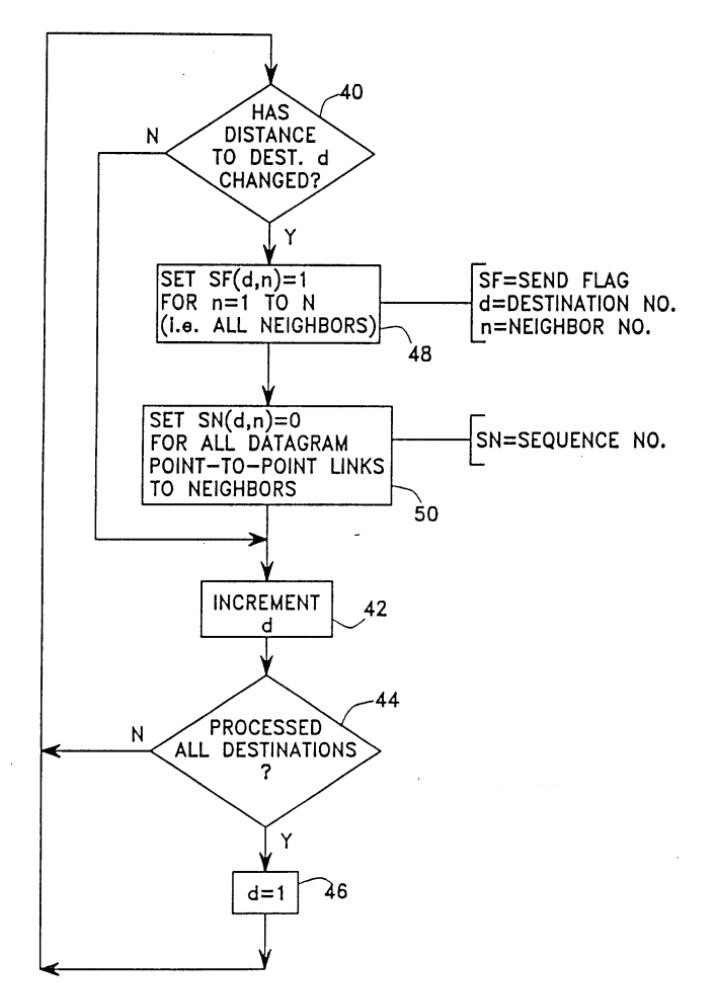 40
HAS
DISTANCE
TO DEST. d
CHANGED?
N
Y
SET SF(d,n)=1
FOR n=1 TO N
(i.e. ALL NEIGHBORS)
48
SF=SEND FLAG
d=DESTINATION NO.
n=NEIGHBOR NO.
SET SN(d,n)=0
FOR ALL DATAGRAM
POINT-TO-POINT LINKS
TO NEIGHBORS
50
SN=SEQUENCE NO.
INCREMENT
d
42
44
PROCESSED
ALL DESTINATIONS
?
N
Y
d=1
46